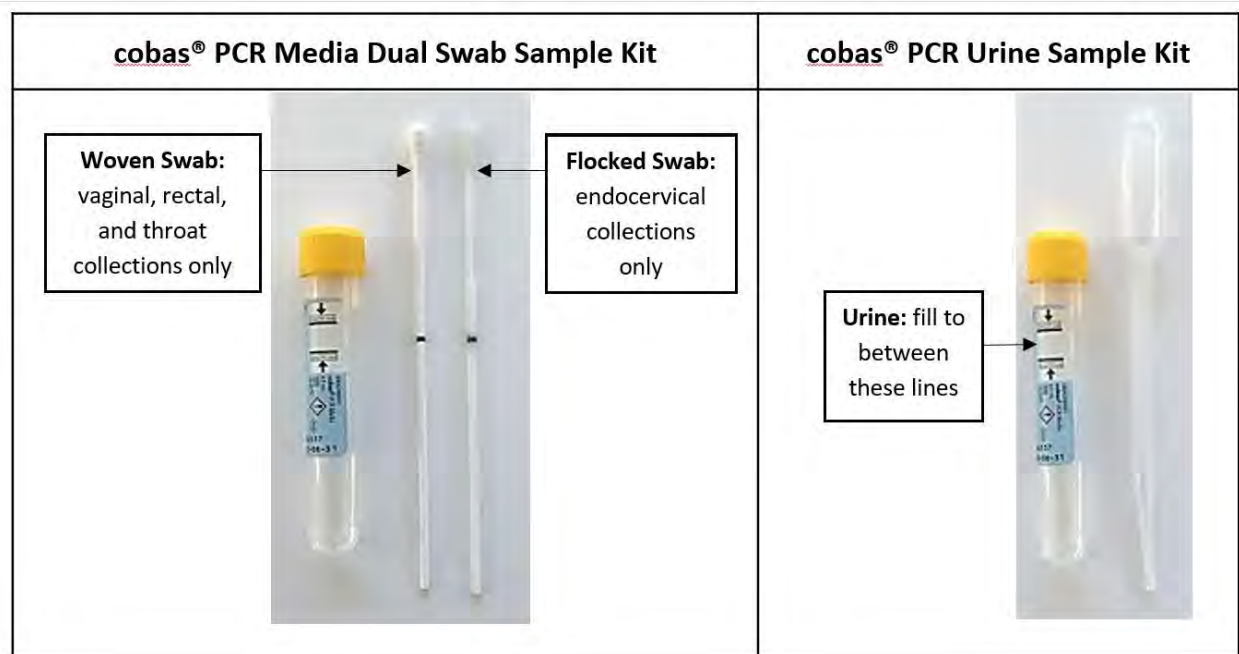 cobas® PCR Media Dual Swab Sample Kit
cobas® PCR Urine Sample Kit
Woven Swab:
vaginal, rectal,
and throat
collections only
Flocked Swab:
endocervical
collections
only
Urine: fill to
between
these lines